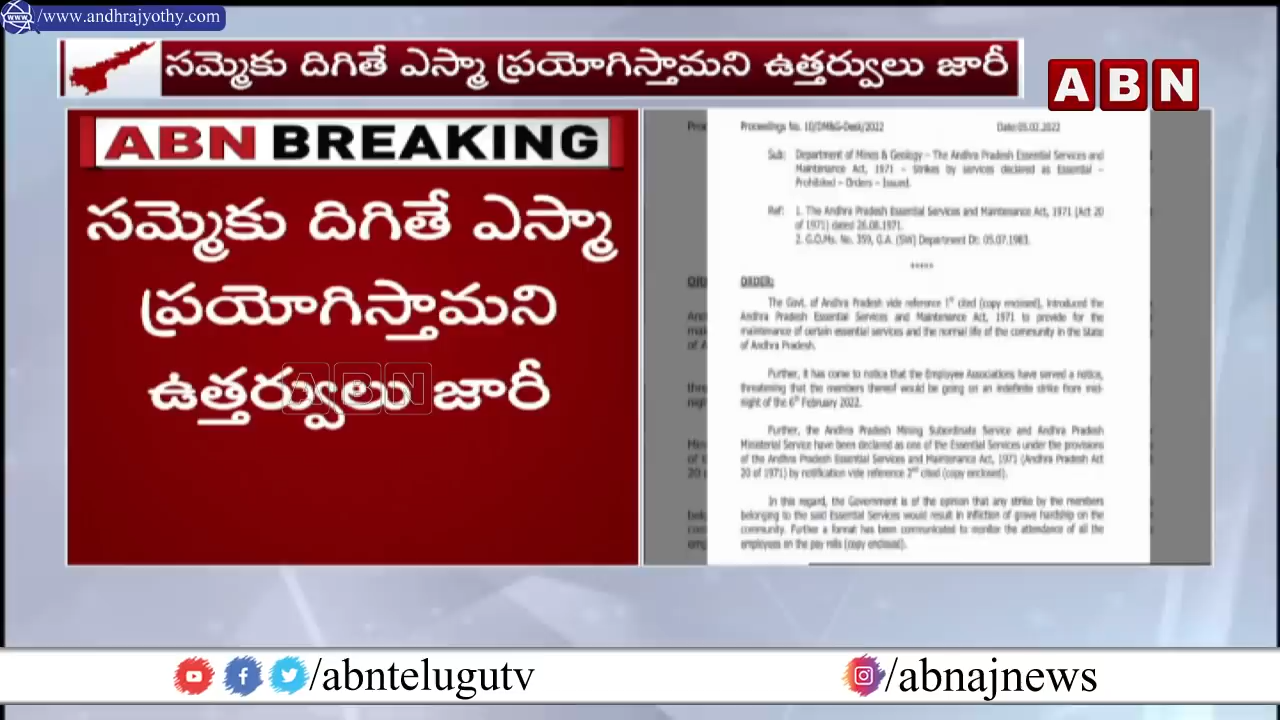 /www.andhrajyothy.com
సమ్మెకు దిగితే ఎస్మా ప్రయోగిస్తామని ఉత్తర్వులు జారీ
ABN
ABN BREAKING
సమ్మెకు దిగితే ఎస్మా
ప్రయోగిస్తామని
ఉత్తర్వులు జారీ
ABN
Proceedings No. 10/DM&G-Desk/2022 Date:05.02.2022
Sub: Department of Mines & Geology – The Andhra Pradesh Essential Services and
Maintenance Act, 1971 – Strikes by services declared as Essential –
Prohibited – Orders – Issued.
Ref: 1. The Andhra Pradesh Essential Services and Maintenance Act, 1971 (Act 20
of 1971) dated 26.08.1971.
2. G.O.Ms. No. 359, G.A. (SW) Department Dt: 05.07.1983.
*****
ORDER:
The Govt. of Andhra Pradesh vide reference 1st cited (copy enclosed), introduced the
Andhra Pradesh Essential Services and Maintenance Act, 1971 to provide for the
maintenance of certain essential services and the normal life of the community in the State
of Andhra Pradesh.
Further, it has come to notice that the Employee Associations have served a notice,
threatening that the members thereof would be going on an indefinite strike from mid-
night of the 6th February 2022.
Further, the Andhra Pradesh Mining Subordinate Service and Andhra Pradesh
Ministerial Service have been declared as one of the Essential Services under the provisions
of the Andhra Pradesh Essential Services and Maintenance Act, 1971 (Andhra Pradesh Act
20 of 1971) by notification vide reference 2nd cited (copy enclosed).
In this regard, the Government is of the opinion that any strike by the members
belonging to the said Essential Services would result in infliction of grave hardship on the
community. Further a format has been communicated to monitor the attendance of all the
employees on the pay rolls (copy enclosed).
/abntelugutv
/abnajnews